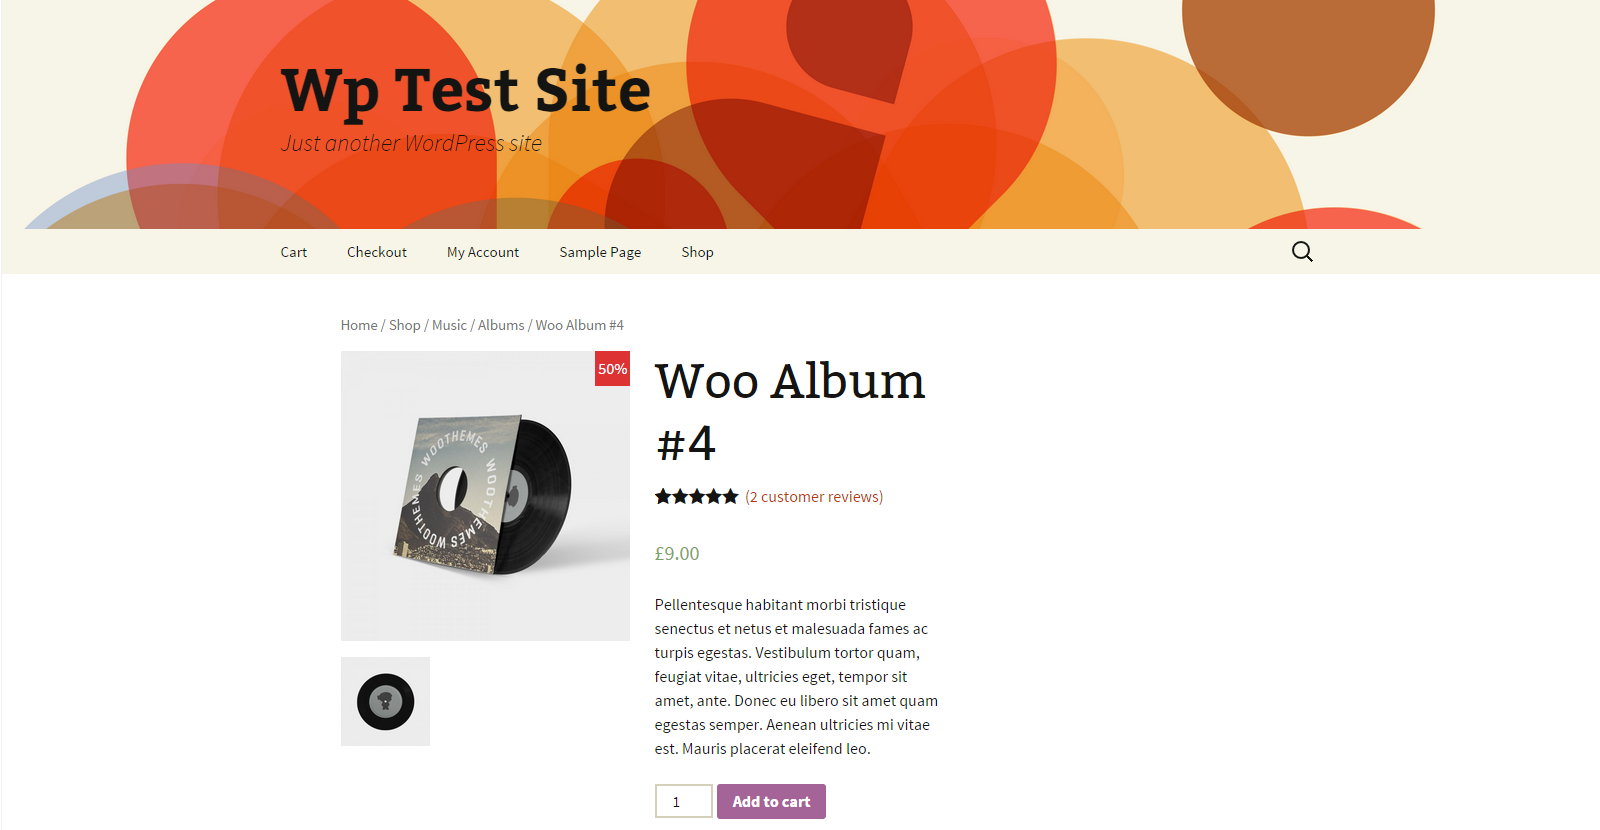 Wp Test Site
Just another WordPress site
Cart Checkout My Account Sample Page Shop
Home / Shop / Music / Albums / Woo Album #4
50%
WOOTHEMES WOOTHEMES WOOTHEMES
Woo Album
#4
(2 customer reviews)
£9.00
Pellentesque habitant morbi tristique
senectus et netus et malesuada fames ac
turpis egestas. Vestibulum tortor quam,
feugiat vitae, ultricies eget, tempor sit
amet, ante. Donec eu libero sit amet quam
egestas semper. Aenean ultricies mi vitae
est. Mauris placerat eleifend leo.
1
Add to cart